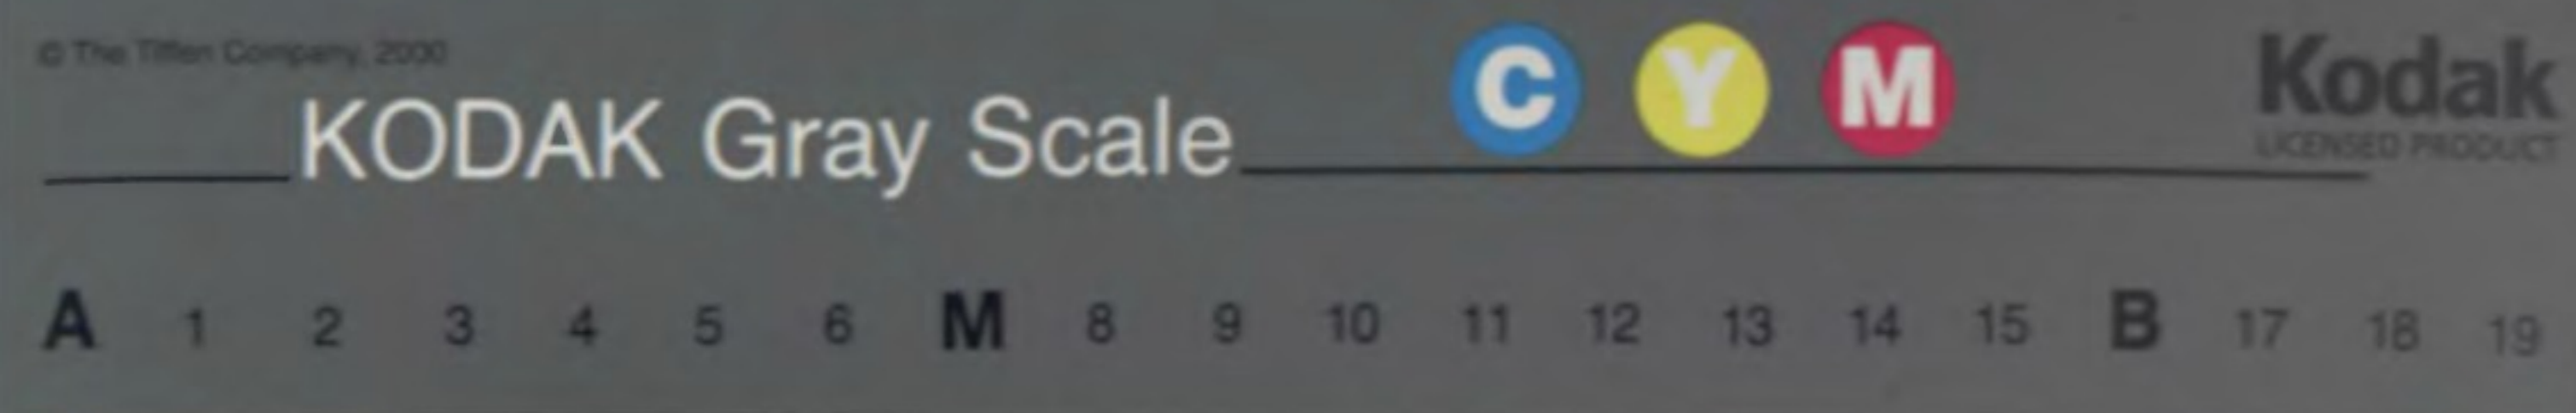 © The Tiffen Company, 2000
KODAK Gray Scale
C Y M
Kodak
LICENSED PRODUCT
A 1 2 3 4 5 6 M 8 9 10 11 12 13 14 15 B 17 18 19